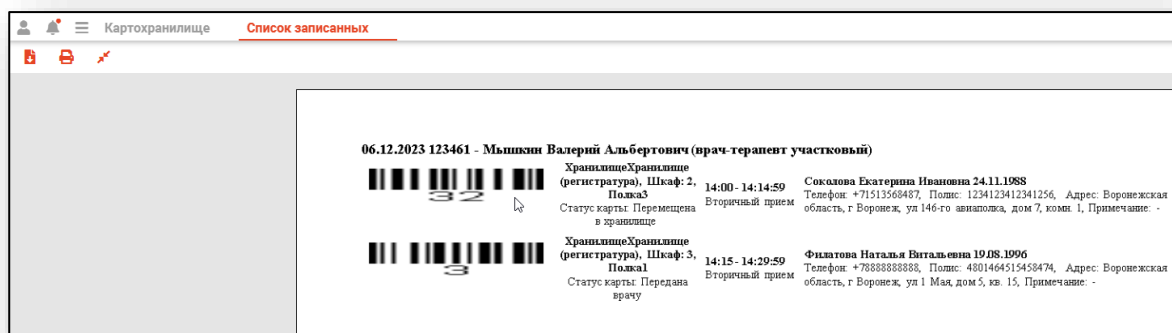 Картохранилище Список записанных
06.12.2023 123461 - Мышкин Валерий Альбертович (врач-терапевт участковый)
32
ХранилищеХранилище
(регистратура), Шкаф: 2,
Полка3
Статус карты: Перемещена
в хранилище
14:00 - 14:14:59
Вторичный прием
Соколова Екатерина Ивановна 24.11.1988
Телефон: +71513568487, Полис: 1234123412341256, Адрес: Воронежская
область, г Воронеж, ул 146-го авиаполка, дом 7, комн. 1, Примечание: -
3
ХранилищеХранилище
(регистратура), Шкаф: 3,
Полка1
Статус карты: Передана
врачу
14:15 - 14:29:59
Вторичный прием
Филатова Наталья Витальевна 19.08.1996
Телефон: +78888888888, Полис: 4801464515458474, Адрес: Воронежская
область, г Воронеж, ул 1 Мая, дом 5, кв. 15, Примечание: -